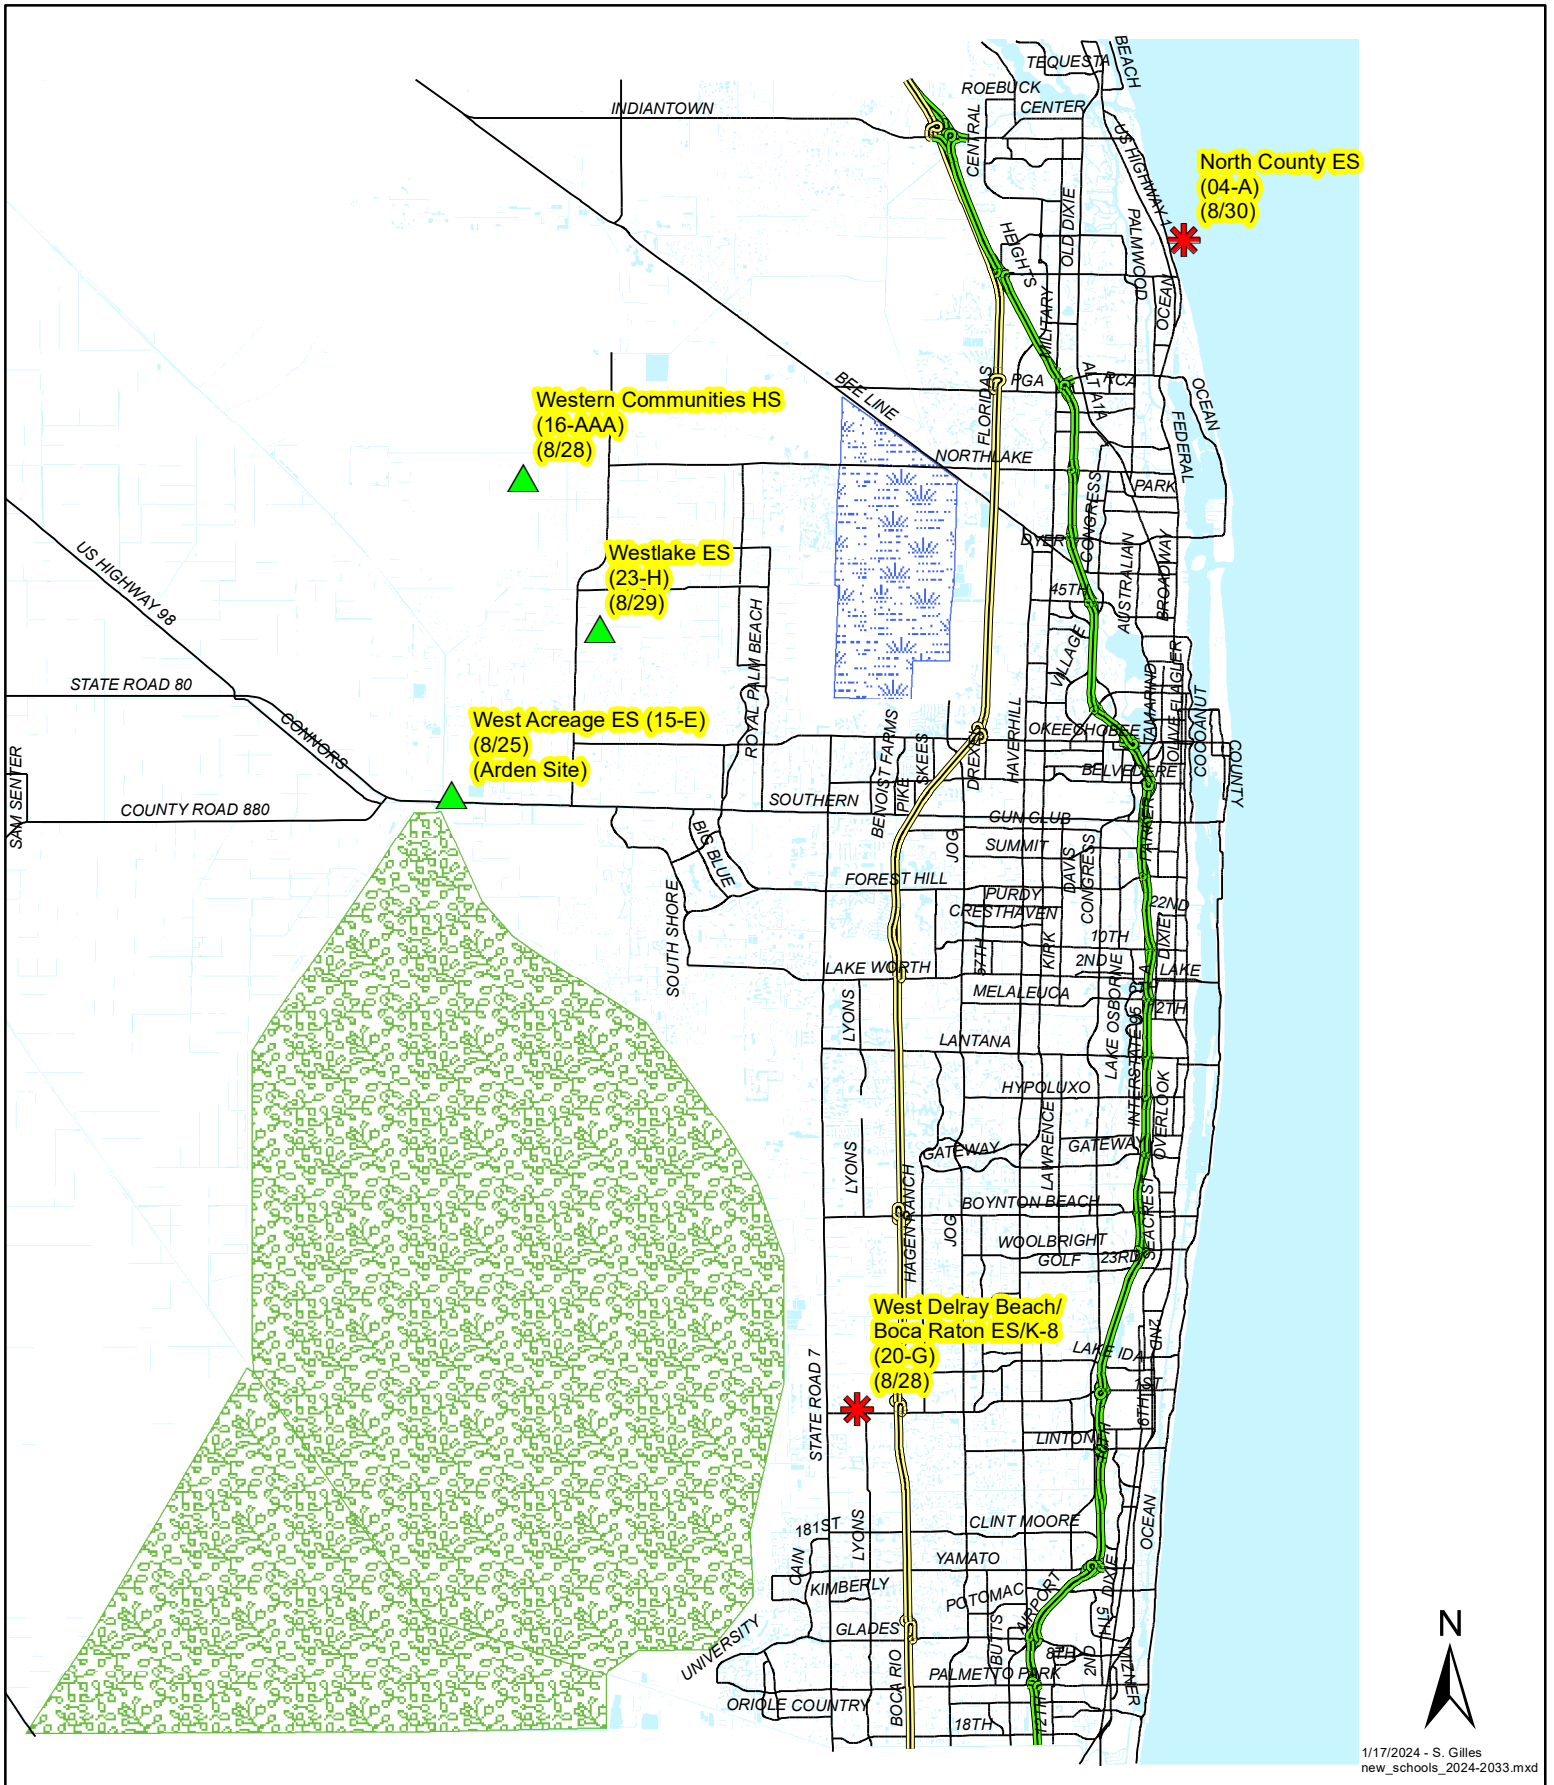 BEACH
TEQUESTA
ROEBUCK
CENTER
INDIANTOWN
CENTRAL
US HIGHWAY 1
North County ES
(04-A)
(8/30)
OLD DIXIE
PALMWOOD
HEIGHTS
OCEAN
MILITARY
BEE LINE
FLORIDAS
PGA
ALT A1A
RCA
OCEAN
FEDERAL
Western Communities HS
(16-AAA)
(8/28)
NORTHLAKE
PARK
CONGRESS
US HIGHWAY 98
DYER
AUSTRALIAN
BROADWAY
Westlake ES
(23-H)
(8/29)
45TH
VILLAGE
ROYAL PALM BEACH
STATE ROAD 80
CONNORS
West Acreage ES (15-E)
(8/25)
(Arden Site)
BENOIST FARMS
SKEES
PIKE
DREXEL
HAVERHILL
OKEECHOBEE
TAMARIND
OLIVE
FLAGLER
COCOANUT
COUNTY
BELVEDERE
SAM SENTER
COUNTY ROAD 880
SOUTHERN
GUN CLUB
PARKER
BIG BLUE
JOG
SUMMIT
DAVIS
CONGRESS
FOREST HILL
PURDY
CRESTHAVEN
22ND
SOUTH SHORE
57TH
KIRK
10TH
DIXIE
2ND
LAKE WORTH
LAKE
MELALEUCA
12TH
LYONS
LAKE OSBORNE
INTERSTATE 95
LANTANA
HYPOLUXO
OVERLOOK
LAWRENCE
LYONS
GATEWAY
GATEWAY
HAGEN RANCH
BOYNTON BEACH
SEACREST
JOG
WOOLBRIGHT
GOLF
23RD
West Delray Beach/
Boca Raton ES/K-8
(20-G)
(8/28)
2ND
LAKE IDA
1ST
6TH
STATE ROAD 7
LINTON
10TH
LYONS
181ST
CLINT MOORE
OCEAN
CAIN
YAMATO
KIMBERLY
POTOMAC
AIRPORT
DIXIE
5TH
GLADES
BUTTS
UNIVERSITY
8TH
2ND
MIZNER
PALMETTO PARK
BOCA RIO
ORIOLE COUNTRY
18TH
12TH
N
1/17/2024 - S. Gilles
new_schools_2024-2033.mxd